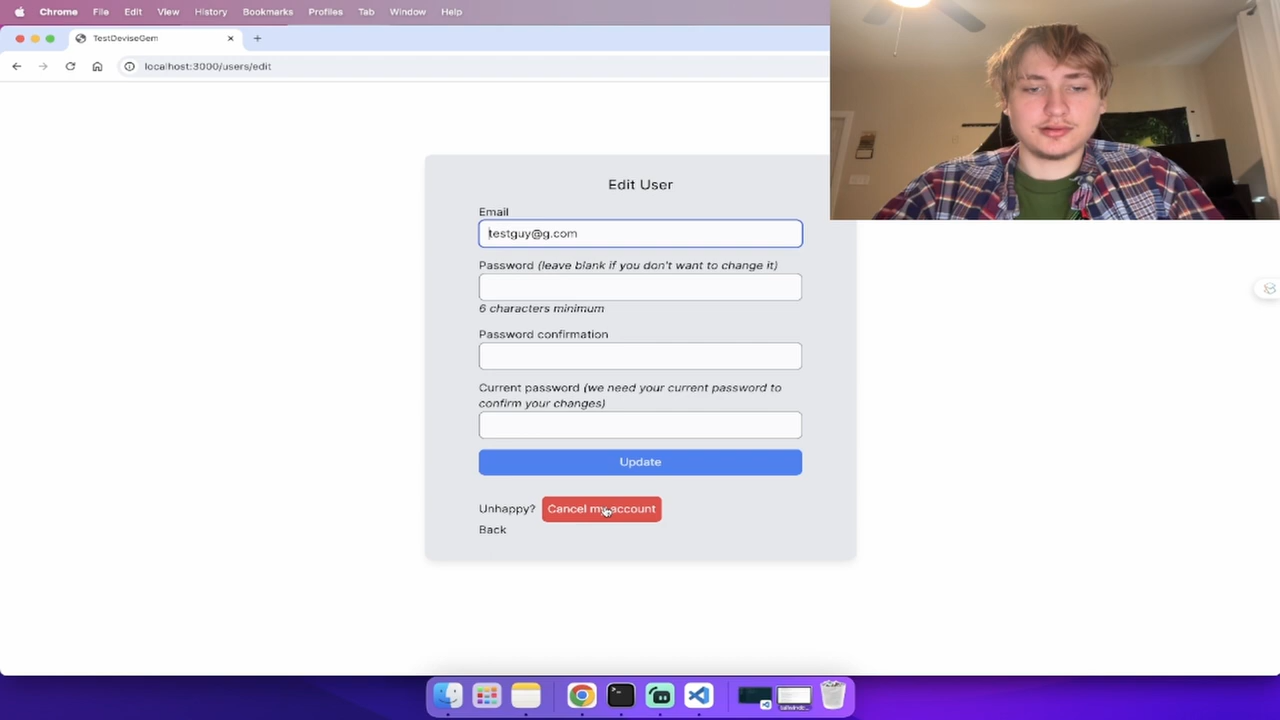 Chrome File Edit View History Bookmarks Profiles Tab Window Help
TestDeviseGem
localhost:3000/users/edit
Edit User
Email
testguy@g.com
Password (leave blank if you don't want to change it)
6 characters minimum
Password confirmation
Current password (we need your current password to
confirm your changes)
Update
Unhappy? Cancel my account
Back